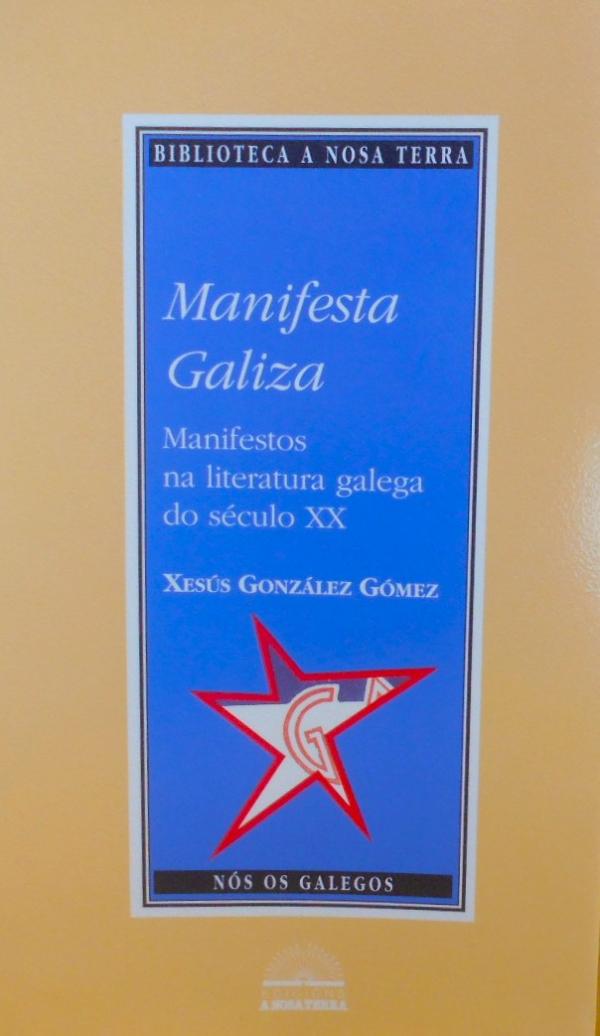 BIBLIOTECA A NOSA TERRA
Manifesta
Galiza
Manifestos
na literatura galega
do século XX
XESÚS GONZÁLEZ GÓMEZ
G
NÓS OS GALEGOS
A NOSA TERRA